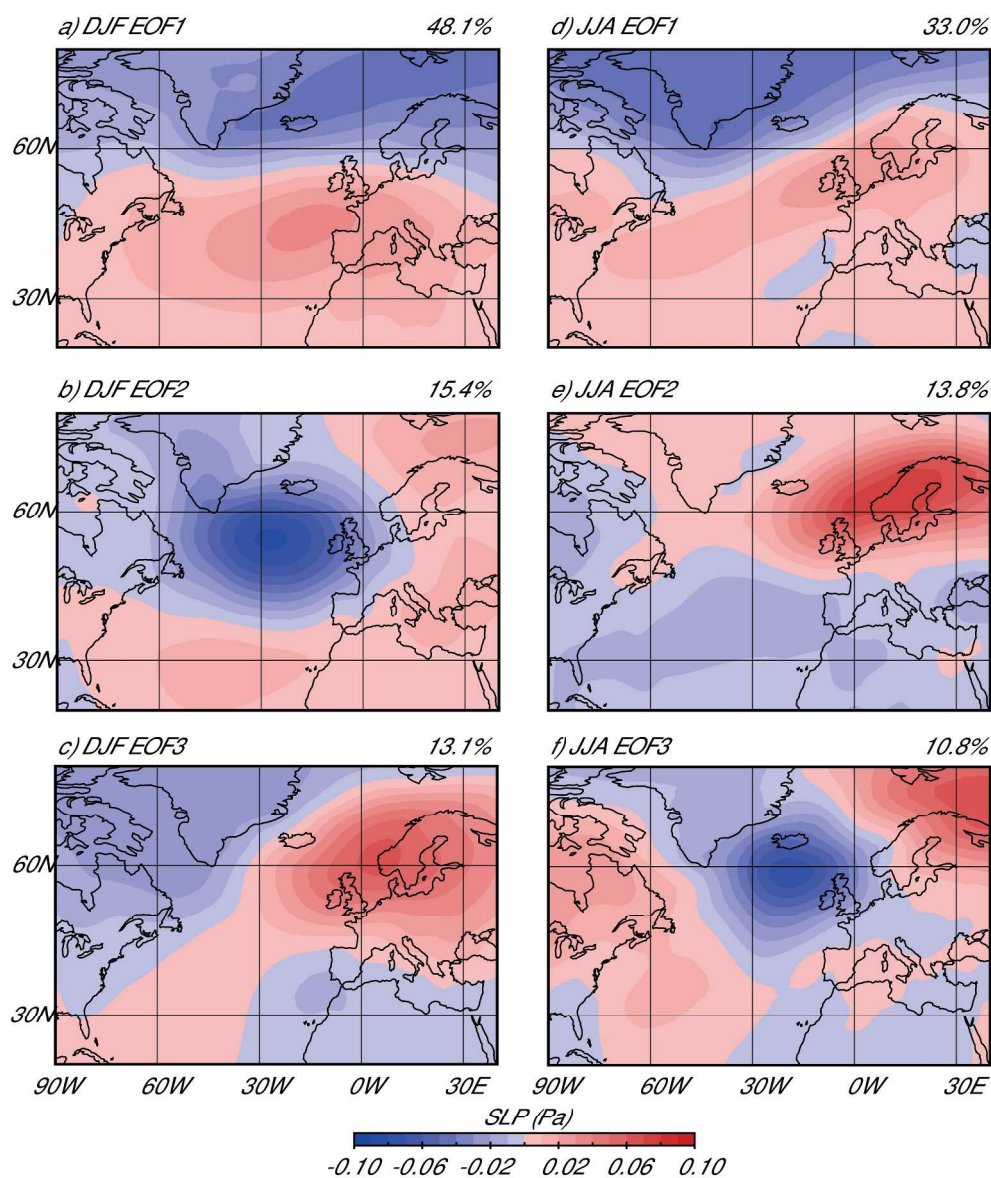 a) DJF EOF1 48.1%
d) JJA EOF1 33.0%
60N
30N
b) DJF EOF2 15.4%
e) JJA EOF2 13.8%
60N
30N
c) DJF EOF3 13.1%
f) JJA EOF3 10.8%
60N
30N
90W 60W 30W 0W 30E
90W 60W 30W 0W 30E
SLP (Pa)
-0.10 -0.06 -0.02 0.02 0.06 0.10